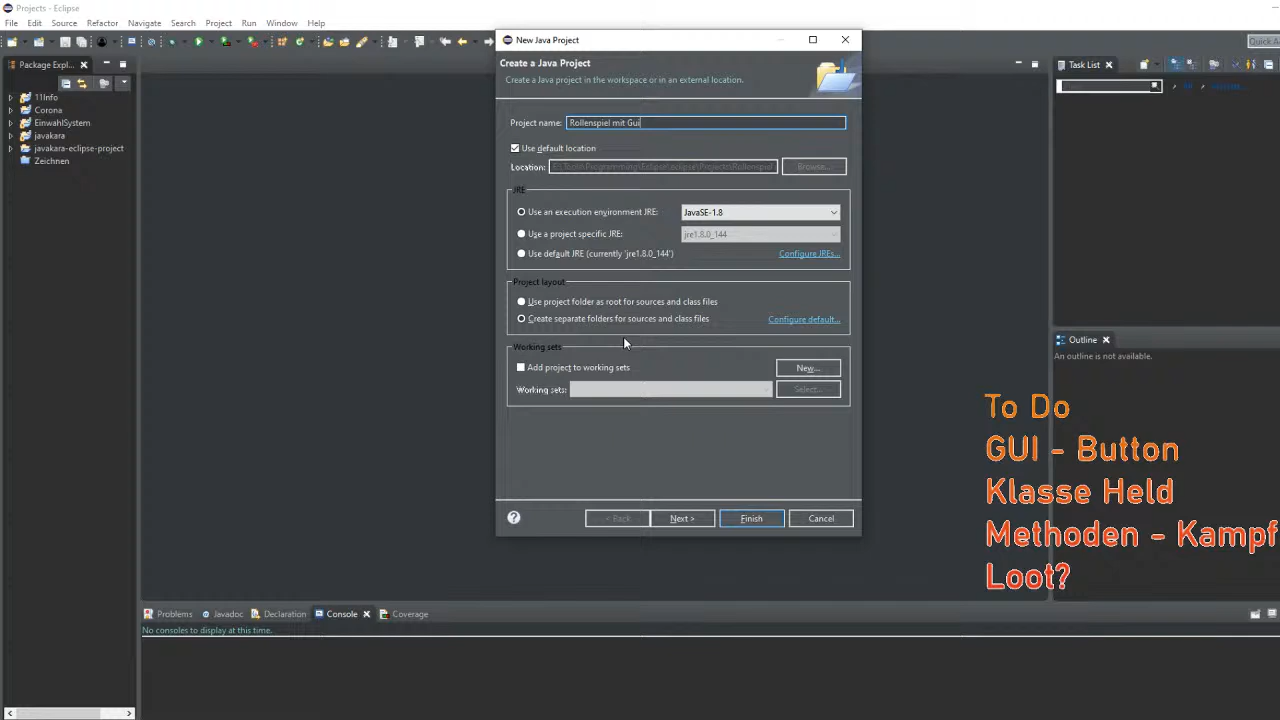 Projects - Eclipse
File Edit Source Refactor Navigate Search Project Run Window Help
Quick A
Package Expl...
11Info
Corona
EinwahlSystem
javakara
javakara-eclipse-project
Zeichnen
New Java Project
Create a Java Project
Create a Java project in the workspace or in an external location.
Project name: Rollenspiel mit Gui
Use default location
Location: Browse...
JRE
Use an execution environment JRE: JavaSE-1.8
Use a project specific JRE: jre1.8.0_144
Use default JRE (currently 'jre1.8.0_144') Configure JREs...
Project layout
Use project folder as root for sources and class files
Create separate folders for sources and class files Configure default...
Working sets
Add project to working sets New...
Working sets: Select...
? < Back Next > Finish Cancel
Task List
Outline
An outline is not available.
To Do
GUI - Button
Klasse Held
Methoden - Kampf
Loot?
Problems Javadoc Declaration Console Coverage
No consoles to display at this time.